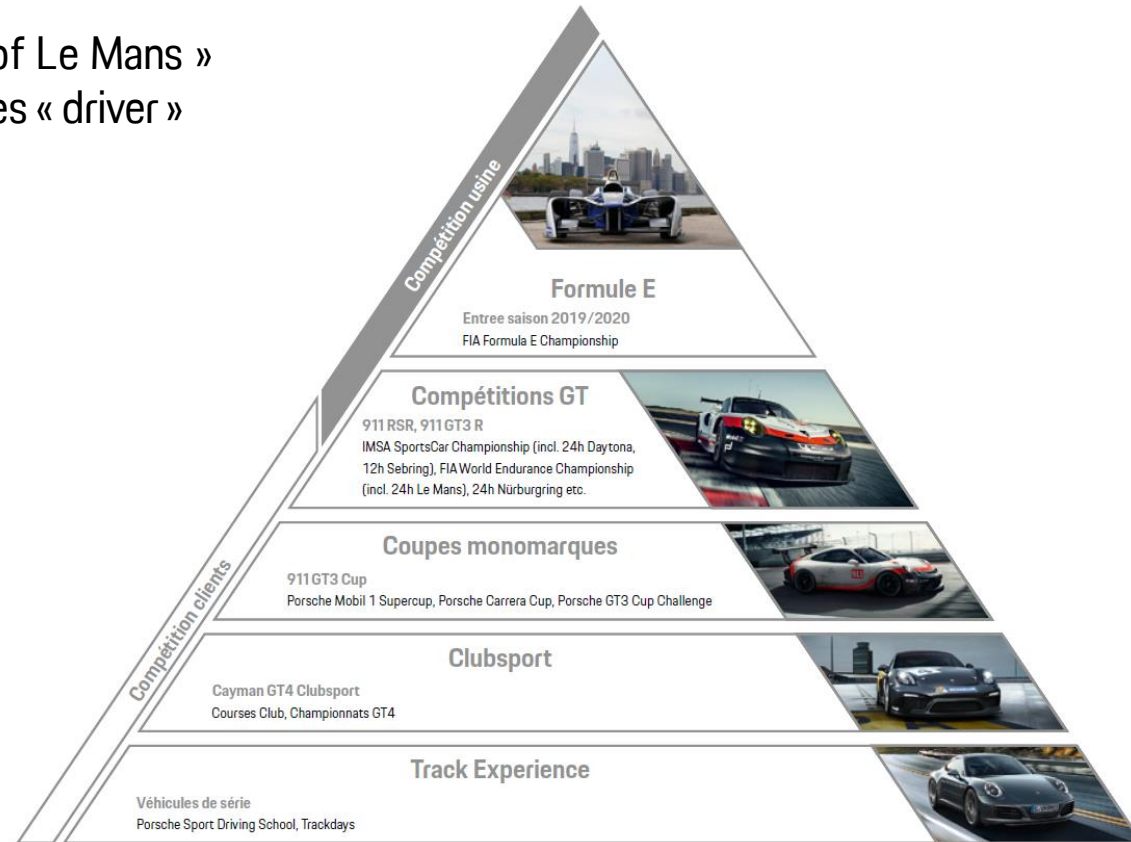 of Le Mans »
es « driver »
Compétition usine
Formule E
Entree saison 2019/2020
FIA Formula E Championship
Compétitions GT
911 RSR, 911 GT3 R
IMSA SportsCar Championship (incl. 24h Daytona,
12h Sebring), FIA World Endurance Championship
(incl. 24h Le Mans), 24h Nürburgring etc.
Compétition clients
Coupes monomarques
911 GT3 Cup
Porsche Mobil 1 Supercup, Porsche Carrera Cup, Porsche GT3 Cup Challenge
Clubsport
Cayman GT4 Clubsport
Courses Club, Championnats GT4
Track Experience
Véhicules de série
Porsche Sport Driving School, Trackdays